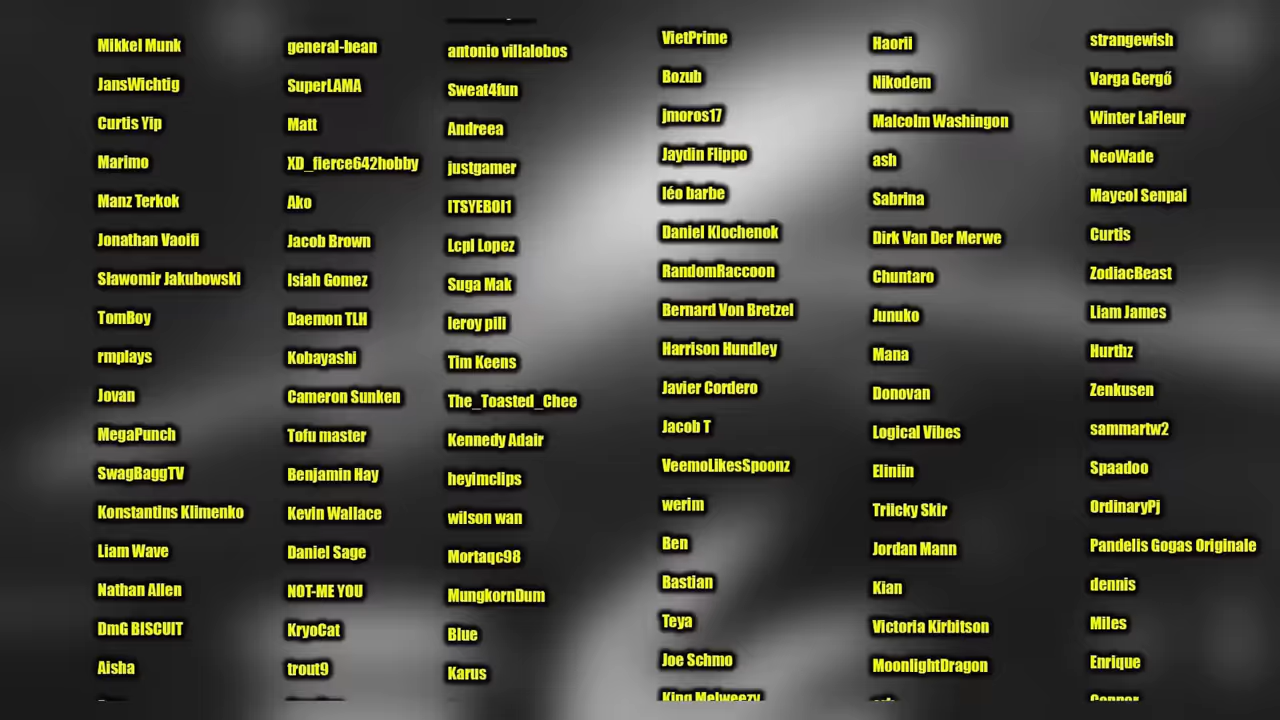 Mikkel Munk
JansWichtig
Curtis Yip
Marimo
Manz Terkok
Jonathan Vaoifi
Sławomir Jakubowski
TomBoy
rmplays
Jovan
MegaPunch
SwagBaggTV
Konstantins Klimenko
Liam Wave
Nathan Allen
DmG BISCUIT
Aisha
general-bean
SuperLAMA
Matt
XD_fierce642hobby
Ako
Jacob Brown
Isiah Gomez
Daemon TLH
Kobayashi
Cameron Sunken
Tofu master
Benjamin Hay
Kevin Wallace
Daniel Sage
NOT-ME YOU
KryoCat
trout9
antonio villalobos
Sweat4fun
Andreea
justgamer
ITSYEBOI1
Lcpl Lopez
Suga Mak
leroy pili
Tim Keens
The_Toasted_Chee
Kennedy Adair
heyimclips
wilson wan
Mortaqc98
MungkornDum
Blue
Karus
VietPrime
Bozub
jmoros17
Jaydin Flippo
léo barbe
Daniel Klochenok
RandomRaccoon
Bernard Von Bretzel
Harrison Hundley
Javier Cordero
Jacob T
VeemoLikesSpoonz
werim
Ben
Bastian
Teya
Joe Schmo
King Melweezy
Haorii
Nikodem
Malcolm Washingon
ash
Sabrina
Dirk Van Der Merwe
Chuntaro
Junuko
Mana
Donovan
Logical Vibes
Eliniin
Triicky Skir
Jordan Mann
Kian
Victoria Kirbitson
MoonlightDragon
strangewish
Varga Gergő
Winter LaFleur
NeoWade
Maycol Senpai
Curtis
ZodiacBeast
Liam James
Hurthz
Zenkusen
sammartw2
Spaadoo
OrdinaryPj
Pandelis Gogas Originale
dennis
Miles
Enrique
Connor